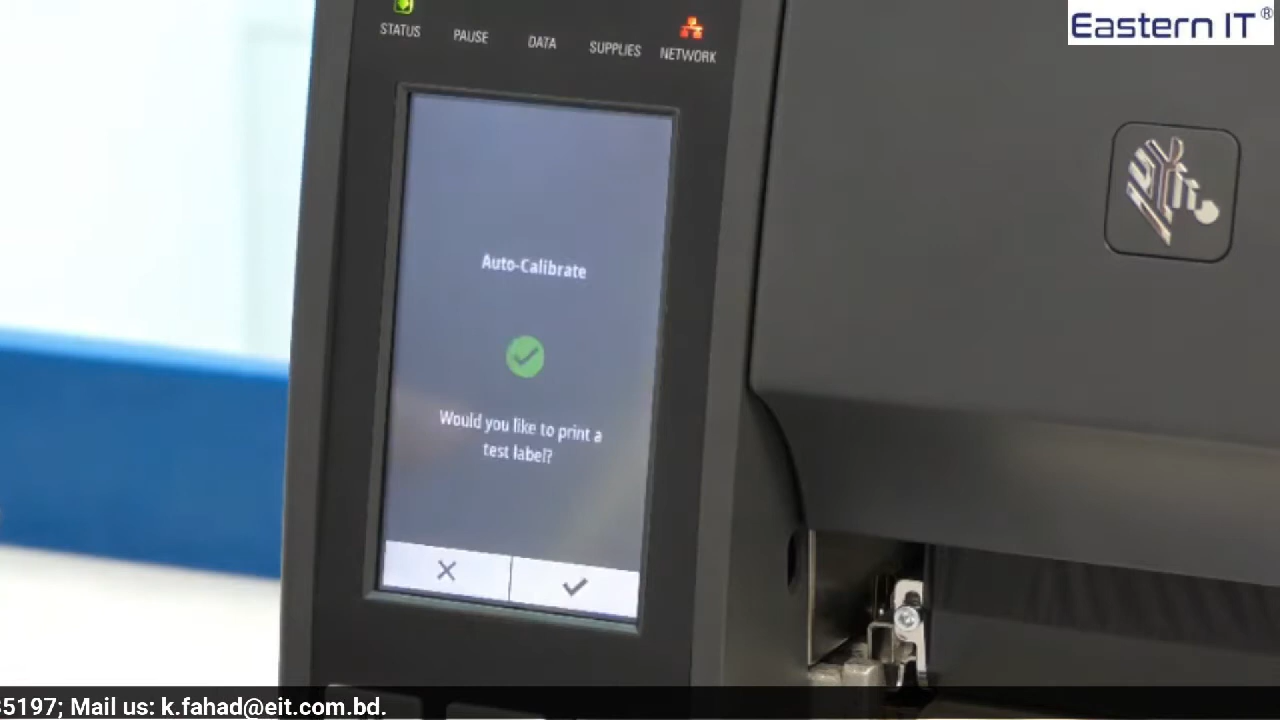 Eastern IT®
STATUS PAUSE DATA SUPPLIES NETWORK
Auto-Calibrate
Would you like to print a
test label?
35197; Mail us: k.fahad@eit.com.bd.